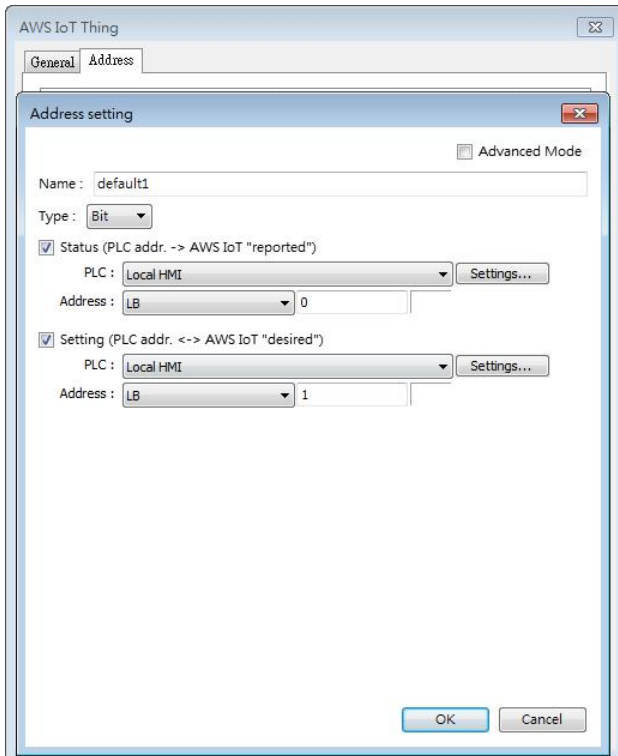 AWS IoT Thing
General Address
Address setting
Advanced Mode
Name : default1
Type : Bit
Status (PLC addr. -> AWS IoT "reported")
PLC : Local HMI Settings...
Address : LB 0
Setting (PLC addr. <-> AWS IoT "desired")
PLC : Local HMI Settings...
Address : LB 1
OK Cancel